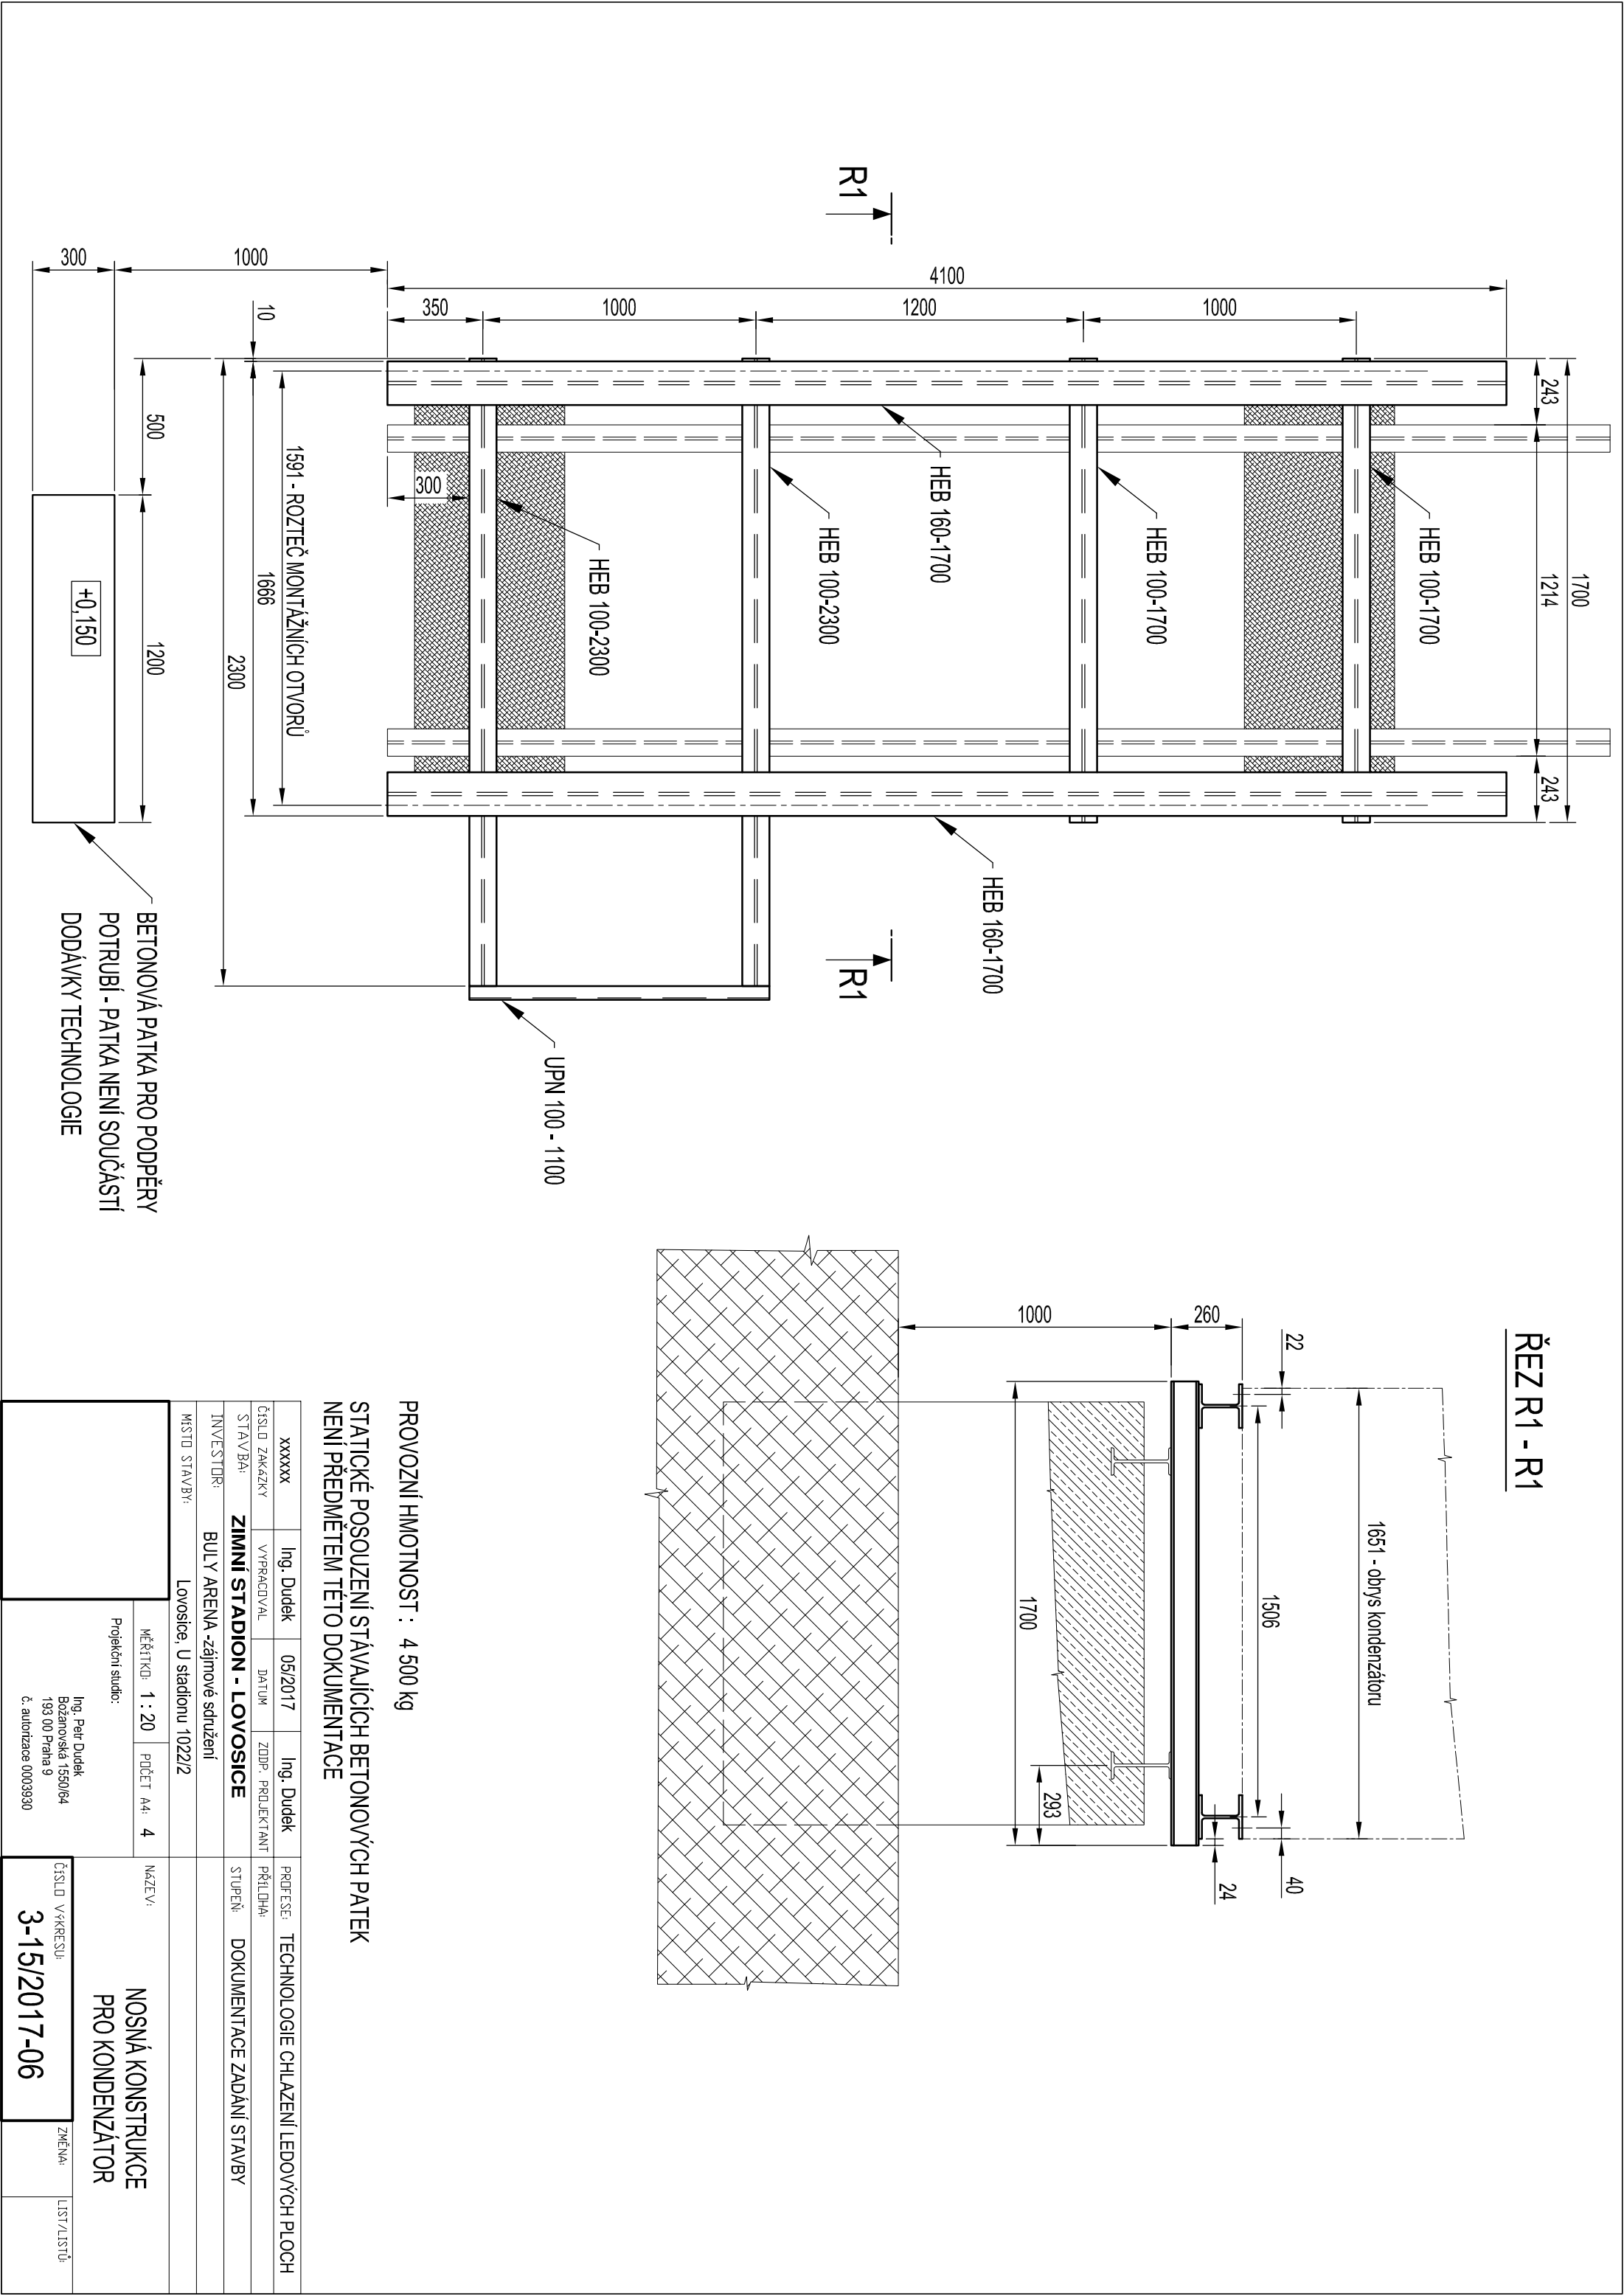 ŘEZ R1 - R1
R1
R1
4100
350
1000
1200
1000
300
1000
10
500
1200
300
243
1214
243
1700
1591 - ROZTEČ MONTÁŽNÍCH OTVORŮ
1666
2300
HEB 100-1700
HEB 100-1700
HEB 160-1700
HEB 100-2300
HEB 100-2300
HEB 160-1700
UPN 100 - 1100
+0,150
BETONOVÁ PATKA PRO PODPĚRY
POTRUBÍ - PATKA NENÍ SOUČÁSTÍ
DODÁVKY TECHNOLOGIE
1651 - obrys kondenzátoru
1506
22
40
24
260
1000
1700
293
PROVOZNÍ HMOTNOST : 4 500 kg
STATICKÉ POSOUZENÍ STÁVAJÍCÍCH BETONOVÝCH PATEK
NENÍ PŘEDMĚTEM TÉTO DOKUMENTACE
xxxxxx
Ing. Dudek
05/2017
Ing. Dudek
PROFESE: TECHNOLOGIE CHLAZENÍ LEDOVÝCH PLOCH
ČÍSLO ZAKÁZKY
VYPRACOVAL
DATUM
ZODP. PROJEKTANT
PŘÍLOHA:
STAVBA: ZIMNÍ STADION - LOVOSICE
STUPEŇ: DOKUMENTACE ZADÁNÍ STAVBY
INVESTOR: BULY ARENA -zájmové sdružení
MÍSTO STAVBY: Lovosice, U stadionu 1022/2
MĚŘÍTKO: 1 : 20
POČET A4: 4
NÁZEV:
NOSNÁ KONSTRUKCE
PRO KONDENZÁTOR
Projekční studio:
Ing. Petr Dudek
Božanovská 1550/64
193 00 Praha 9
č. autorizace 0003930
ČÍSLO VÝKRESU:
3-15/2017-06
ZMĚNA:
LIST/LISTŮ: